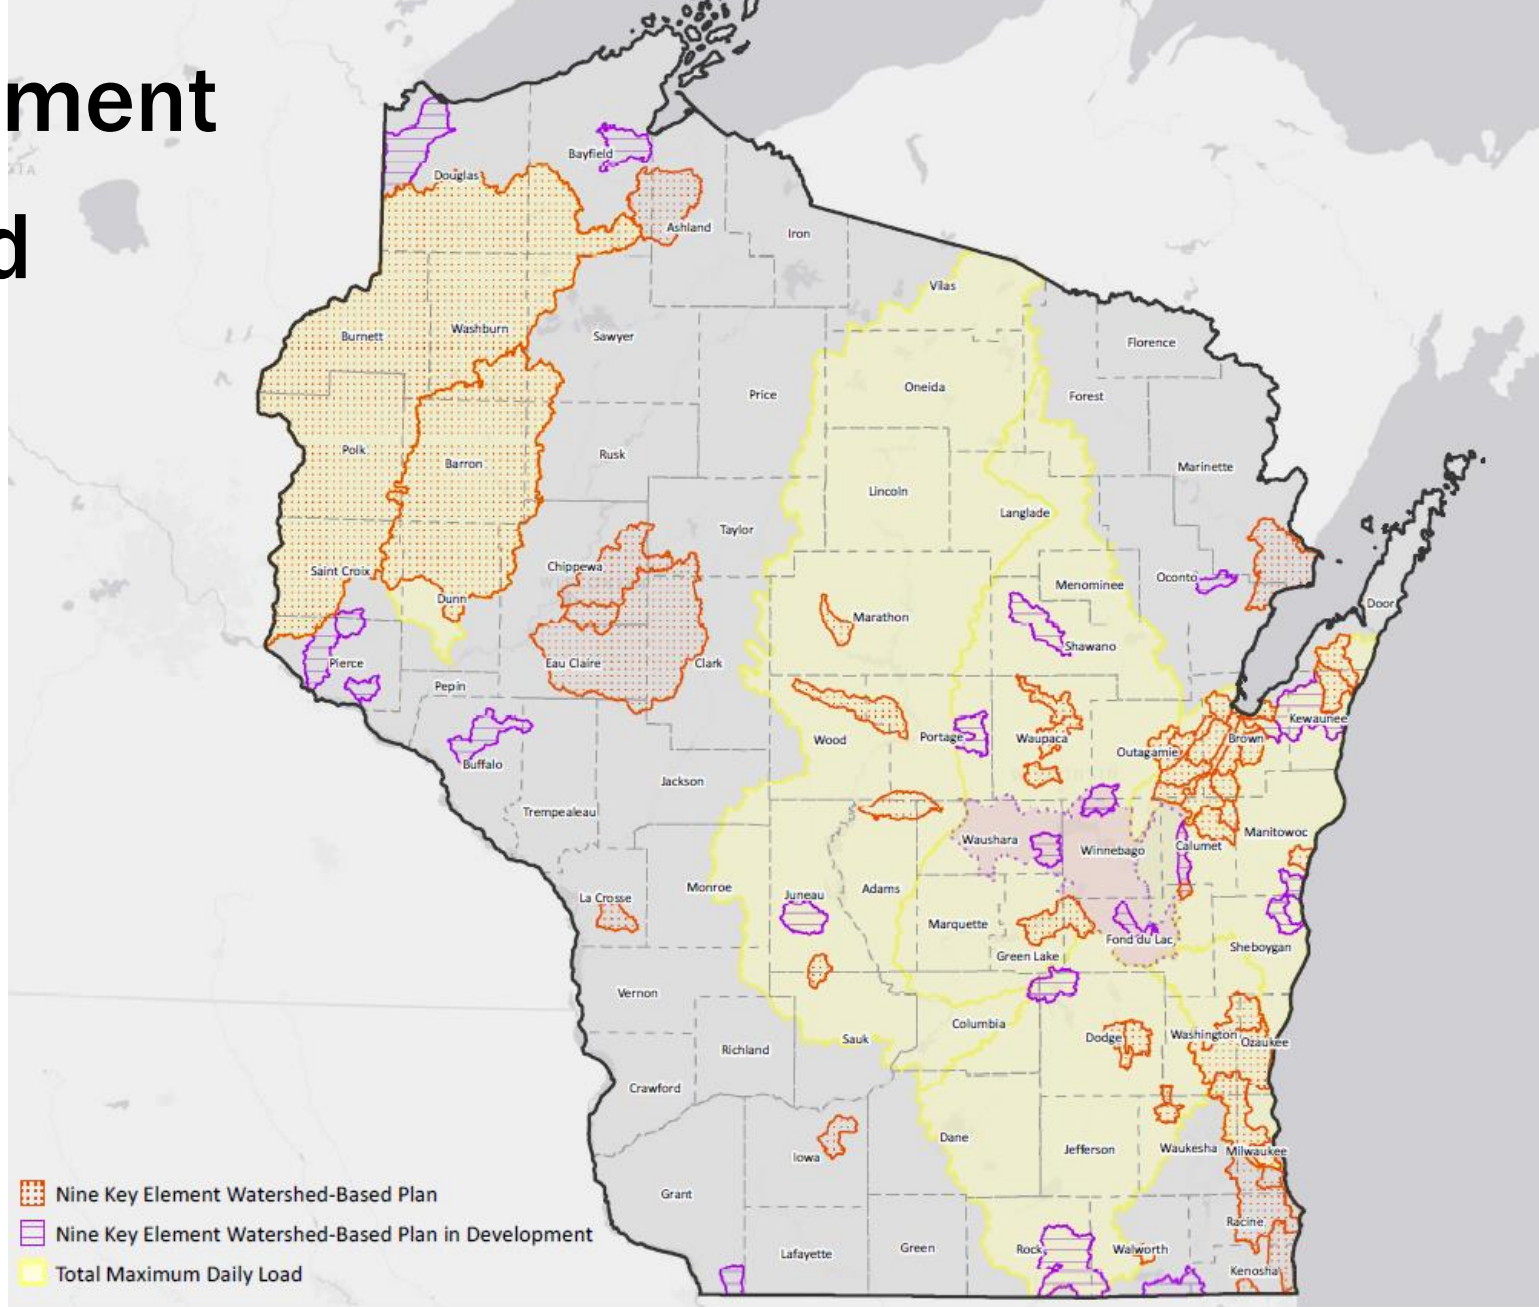 ment
d
Douglas
Bayfield
Ashland
Iron
Vilas
Burnett
Washburn
Sawyer
Florence
Price
Oneida
Forest
Polk
Barron
Rusk
Marinette
Lincoln
Langlade
Taylor
Saint Croix
Chippewa
Menominee
Oconto
Dunn
Door
Marathon
Shawano
Pierce
Eau Claire
Clark
Pepin
Kewaunee
Wood
Portage
Waupaca
Outagamie
Brown
Buffalo
Jackson
Trempealeau
Waushara
Winnebago
Calumet
Manitowoc
La Crosse
Monroe
Juneau
Adams
Marquette
Fond du Lac
Sheboygan
Green Lake
Vernon
Columbia
Richland
Sauk
Dodge
Washington
Ozaukee
Crawford
Dane
Jefferson
Waukesha
Milwaukee
Iowa
Grant
Racine
Lafayette
Green
Rock
Walworth
Kenosha
Nine Key Element Watershed-Based Plan
Nine Key Element Watershed-Based Plan in Development
Total Maximum Daily Load